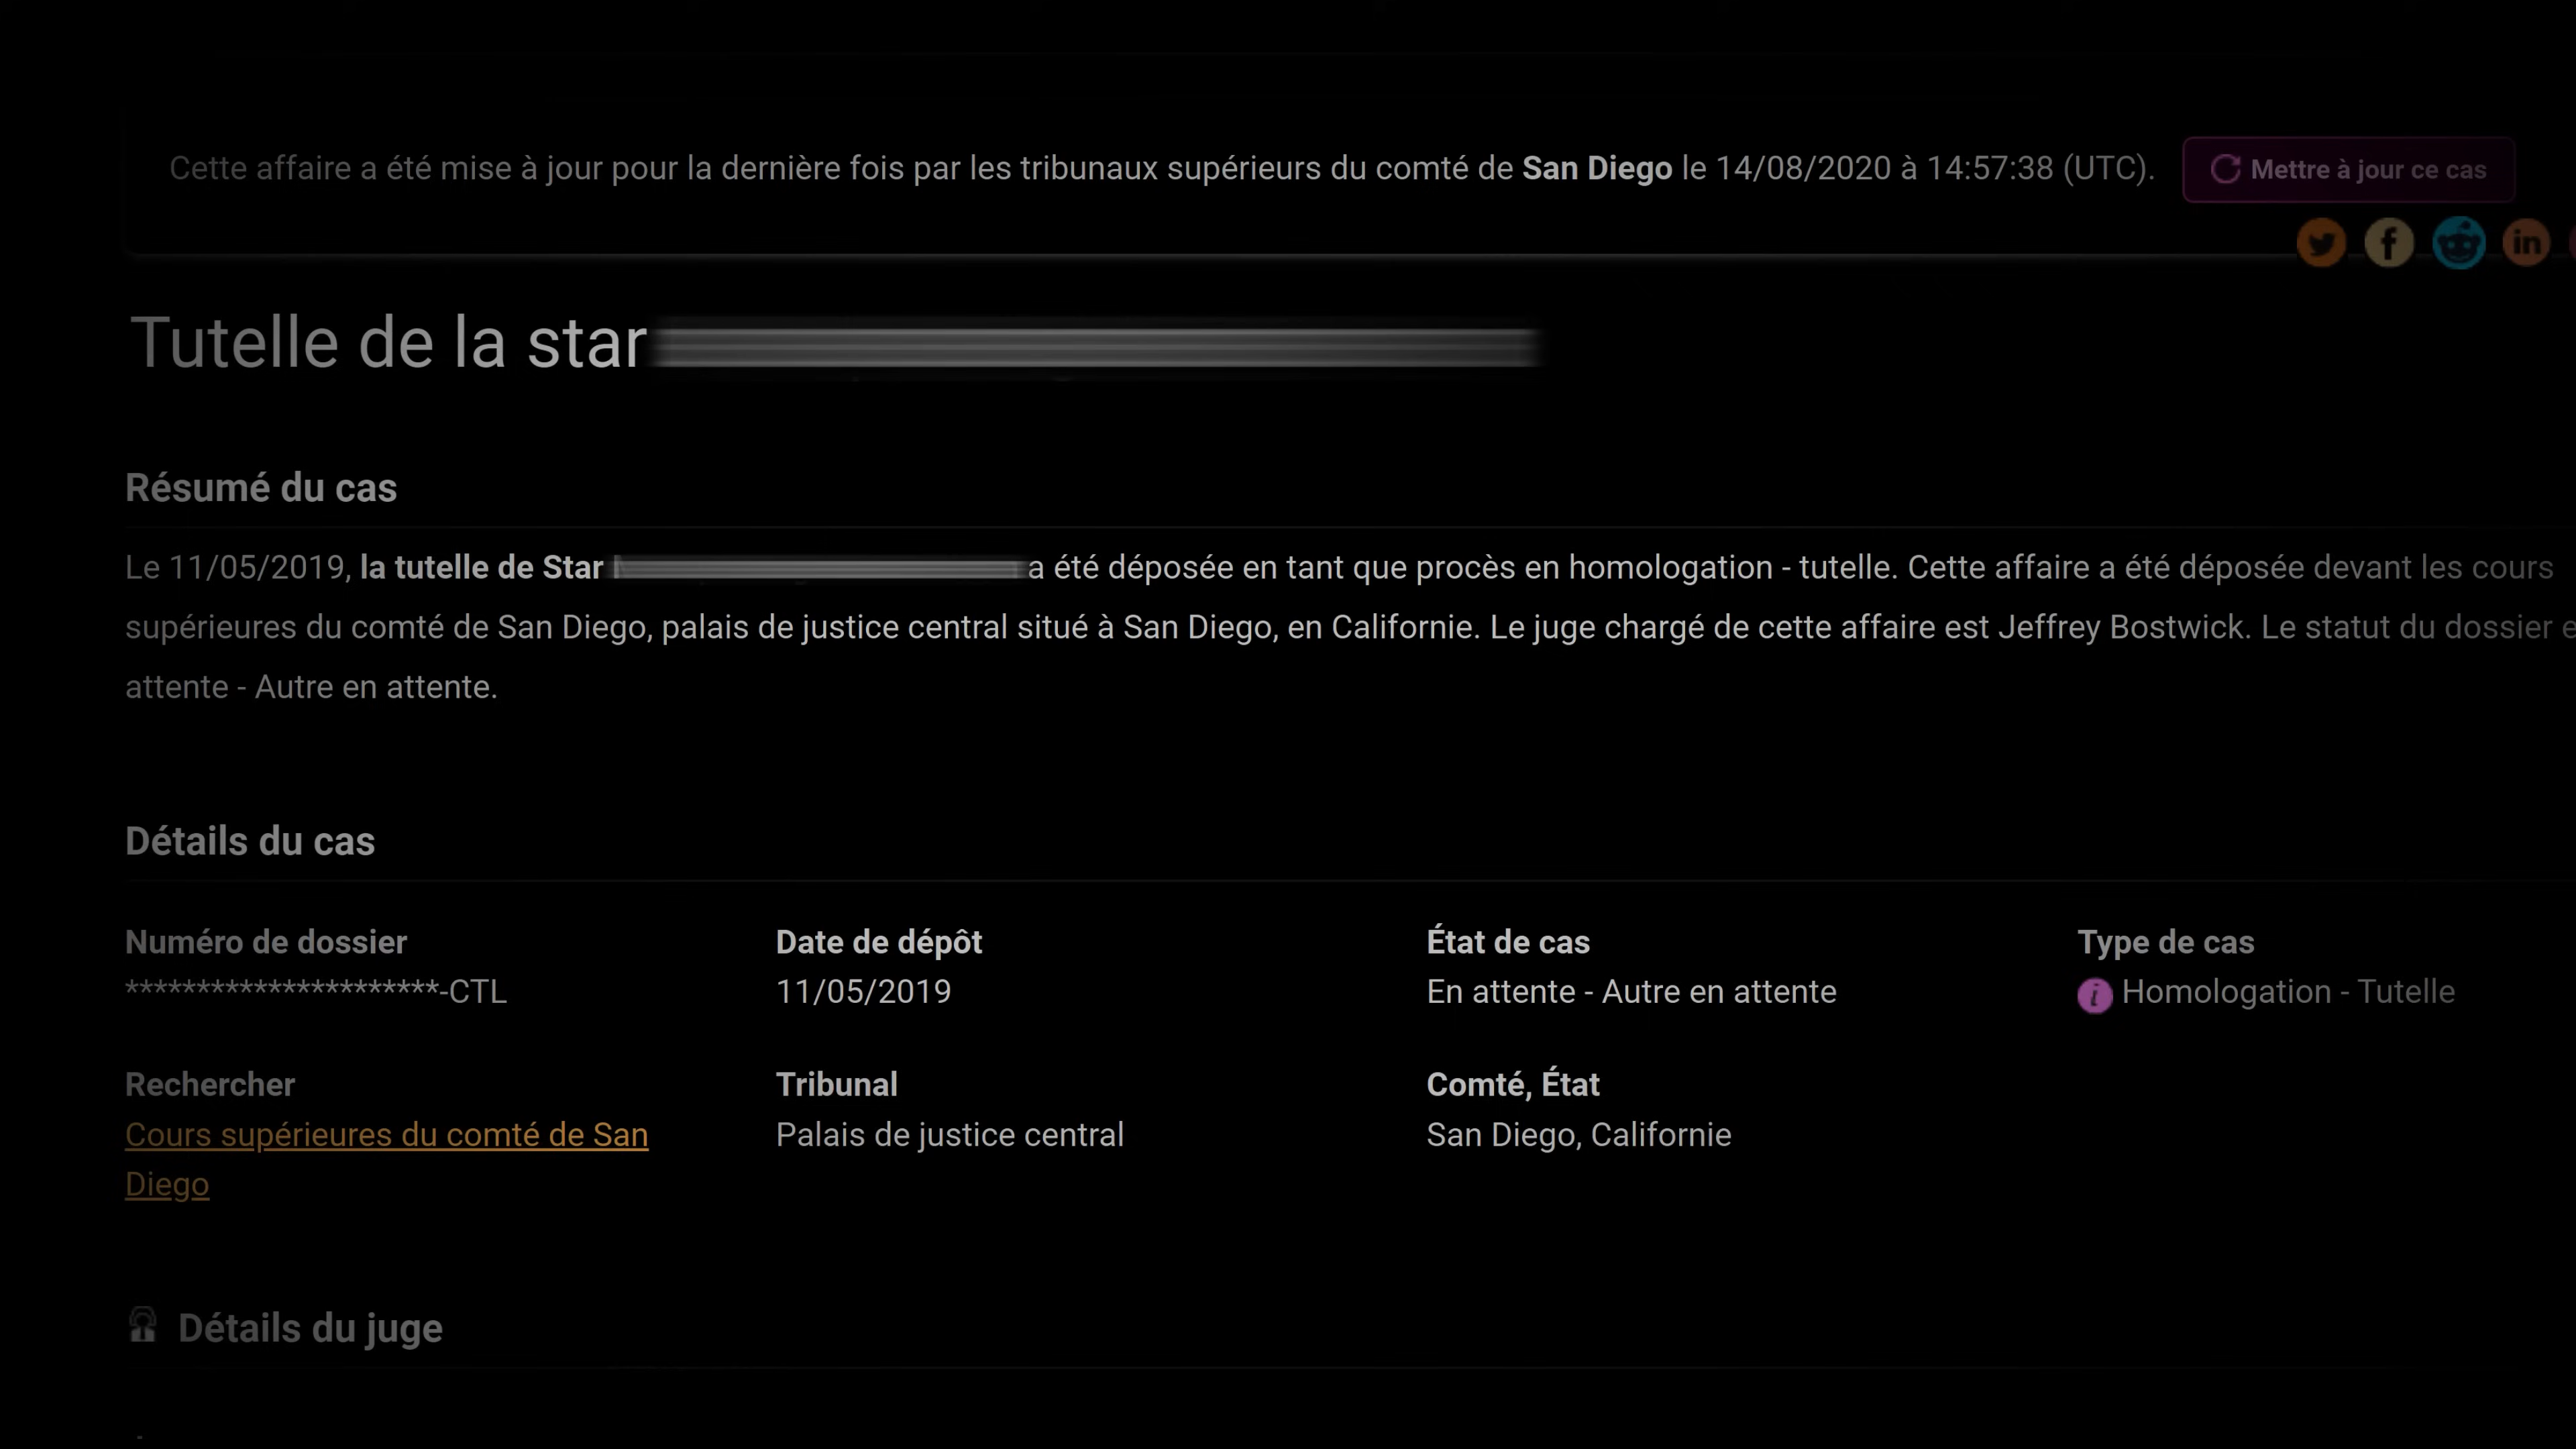 Cette affaire a été mise à jour pour la dernière fois par les tribunaux supérieurs du comté de San Diego le 14/08/2020 à 14:57:38 (UTC). Mettre à jour ce cas
Tutelle de la star
Résumé du cas
Le 11/05/2019, la tutelle de Star a été déposée en tant que procès en homologation - tutelle. Cette affaire a été déposée devant les cours
supérieures du comté de San Diego, palais de justice central situé à San Diego, en Californie. Le juge chargé de cette affaire est Jeffrey Bostwick. Le statut du dossier e
attente - Autre en attente.
Détails du cas
Numéro de dossier
**********************-CTL
Date de dépôt
11/05/2019
État de cas
En attente - Autre en attente
Type de cas
Homologation - Tutelle
Rechercher
Cours supérieures du comté de San
Diego
Tribunal
Palais de justice central
Comté, État
San Diego, Californie
Détails du juge